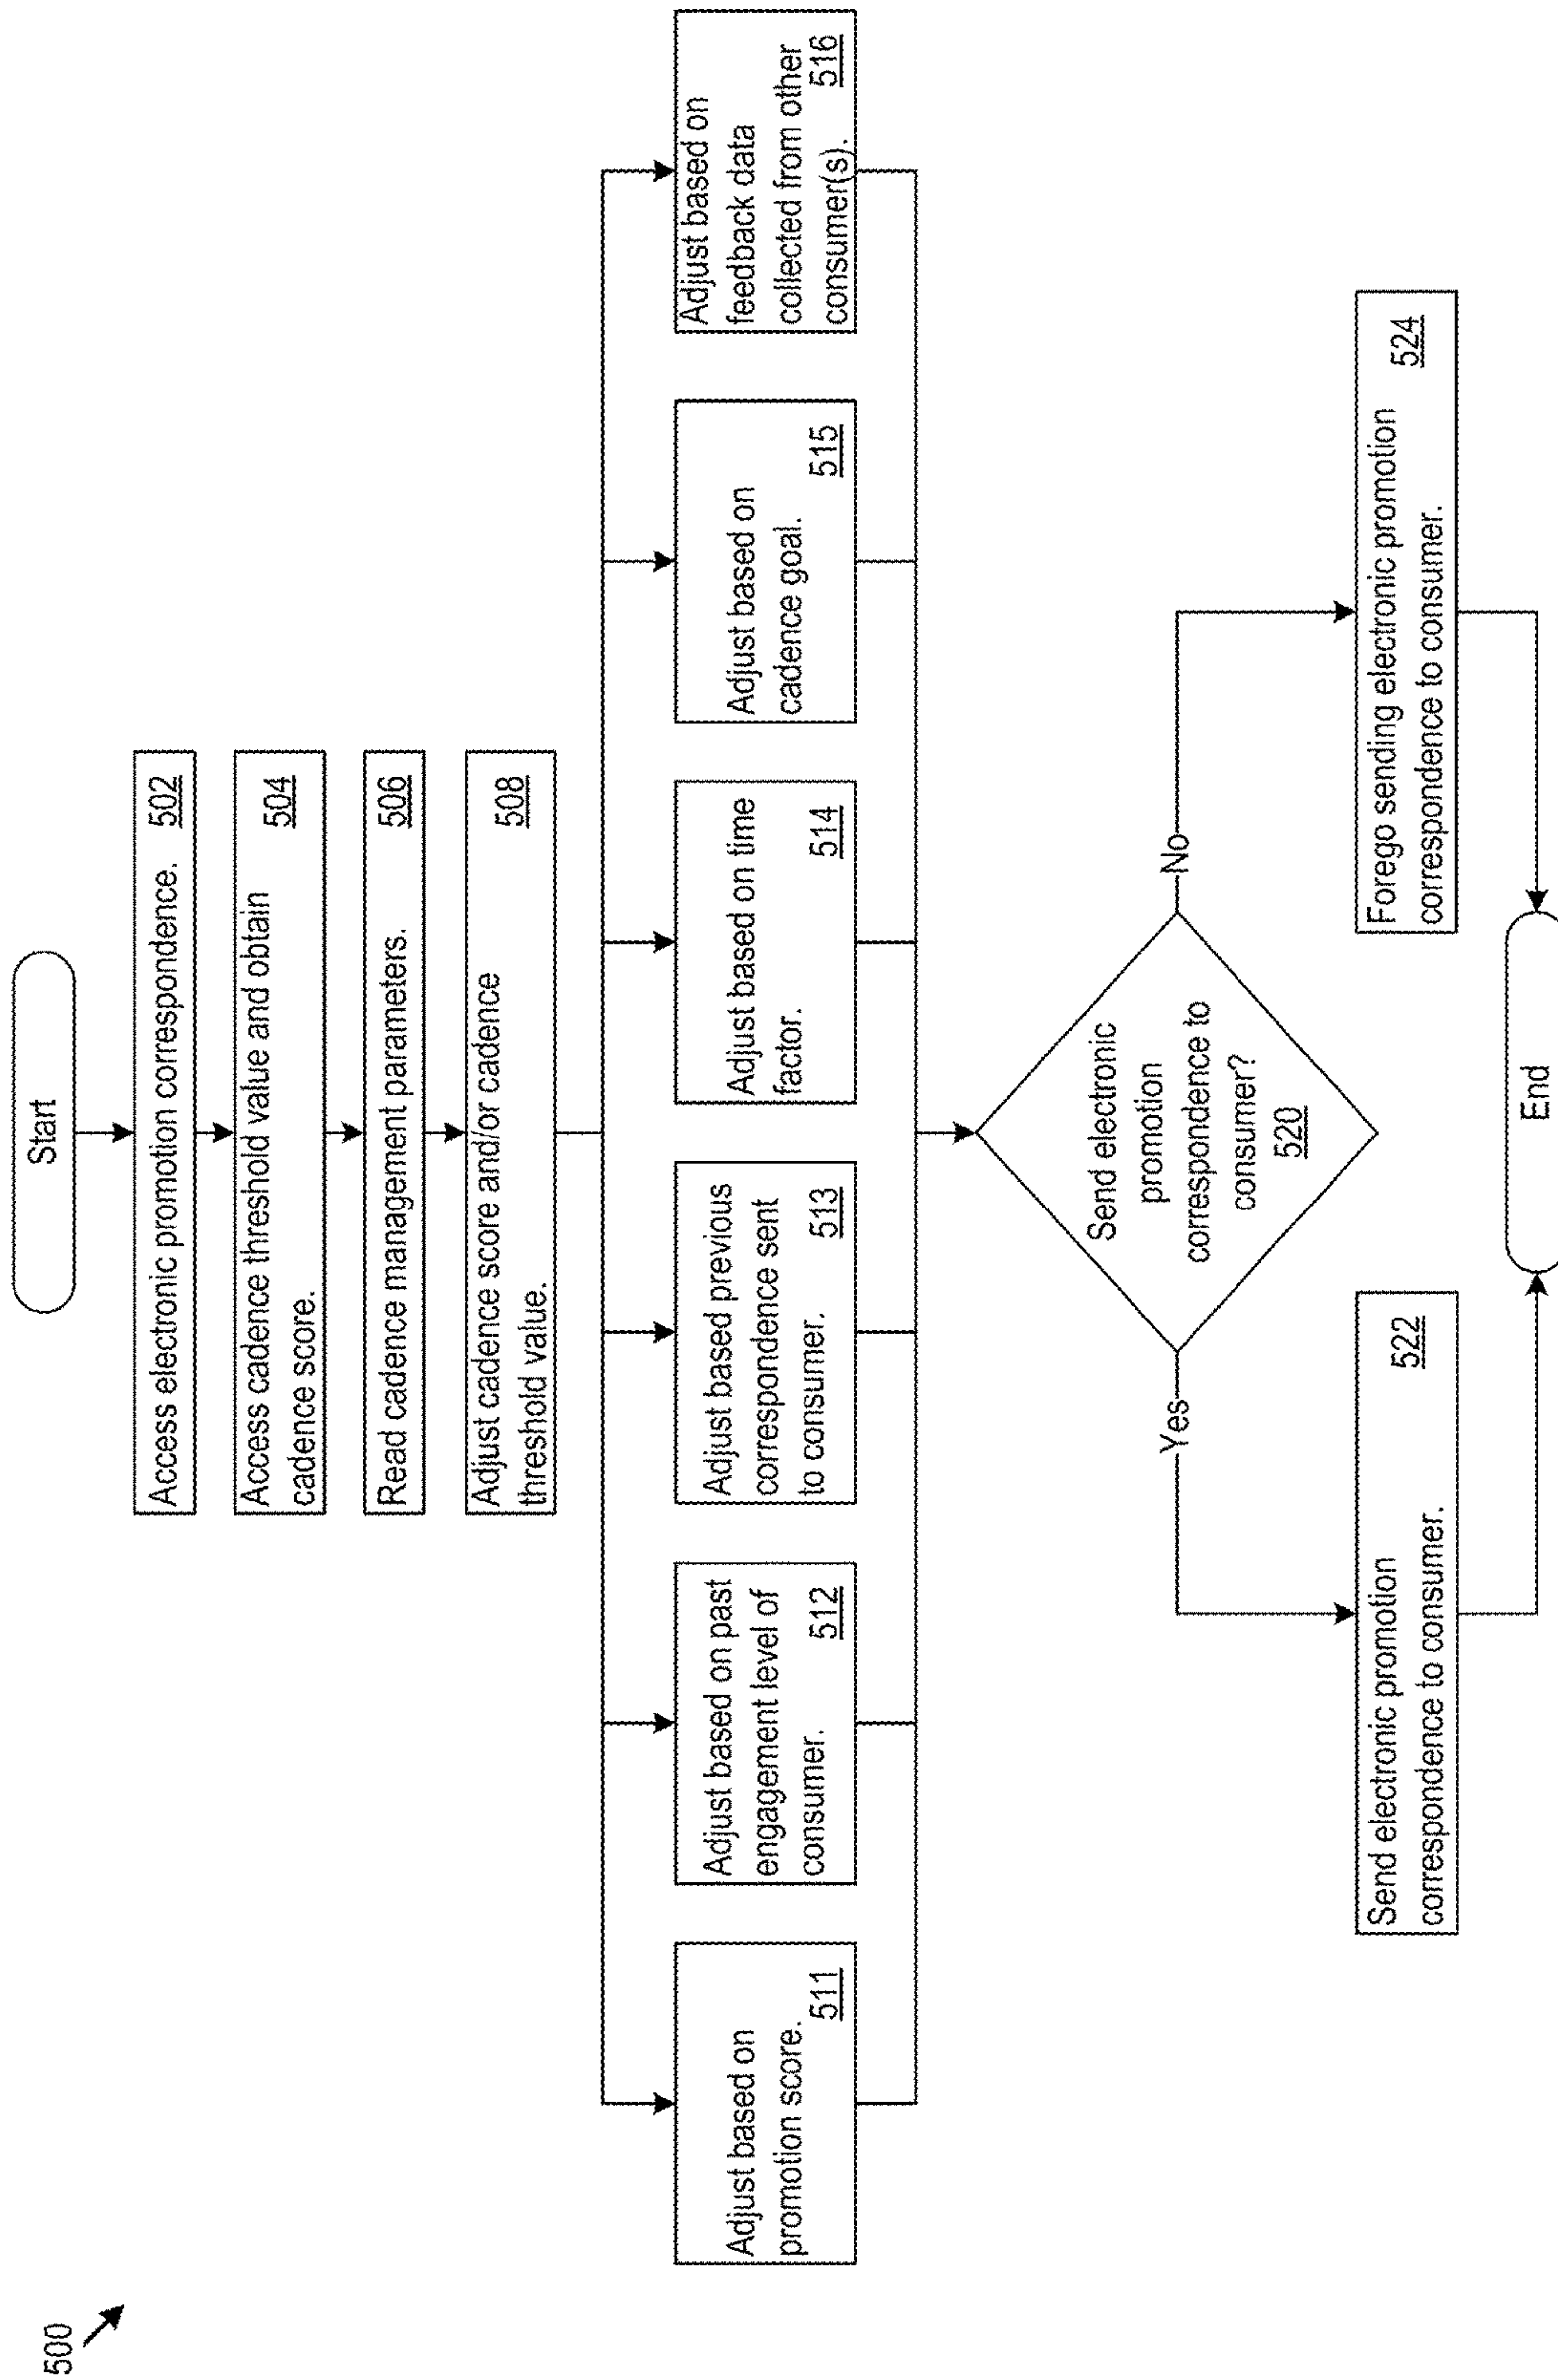 500
Start
Access electronic promotion correspondence. 502
Access cadence threshold value and obtain
cadence score. 504
Read cadence management parameters. 506
Adjust cadence score and/or cadence
threshold value. 508
Adjust based on
promotion score.
511
Adjust based on past
engagement level of
consumer. 512
Adjust based previous
correspondence sent
to consumer. 513
Adjust based on time
factor. 514
Adjust based on
cadence goal.
515
Adjust based on
feedback data
collected from other
consumer(s). 516
Send electronic
promotion
correspondence to
consumer?
520
Yes
No
Send electronic promotion
correspondence to consumer. 522
Forego sending electronic promotion
correspondence to consumer. 524
End